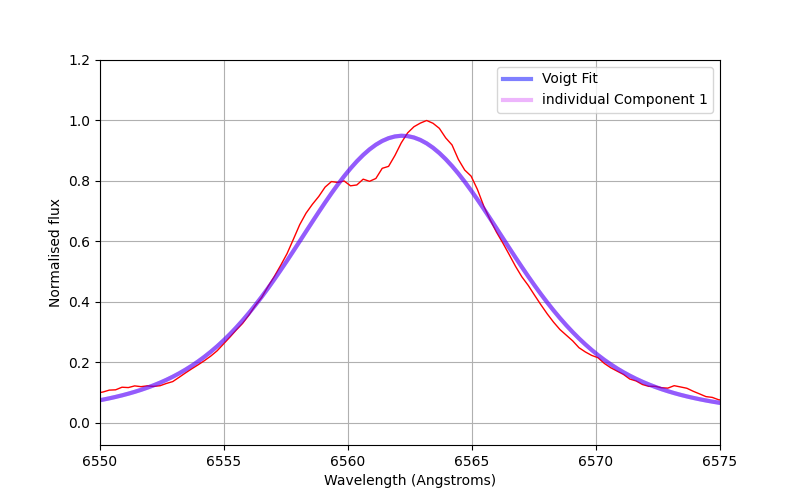 1.2
1.0
0.8
0.6
0.4
0.2
0.0
Normalised flux
Voigt Fit
individual Component 1
6550 6555 6560 6565 6570 6575
Wavelength (Angstroms)